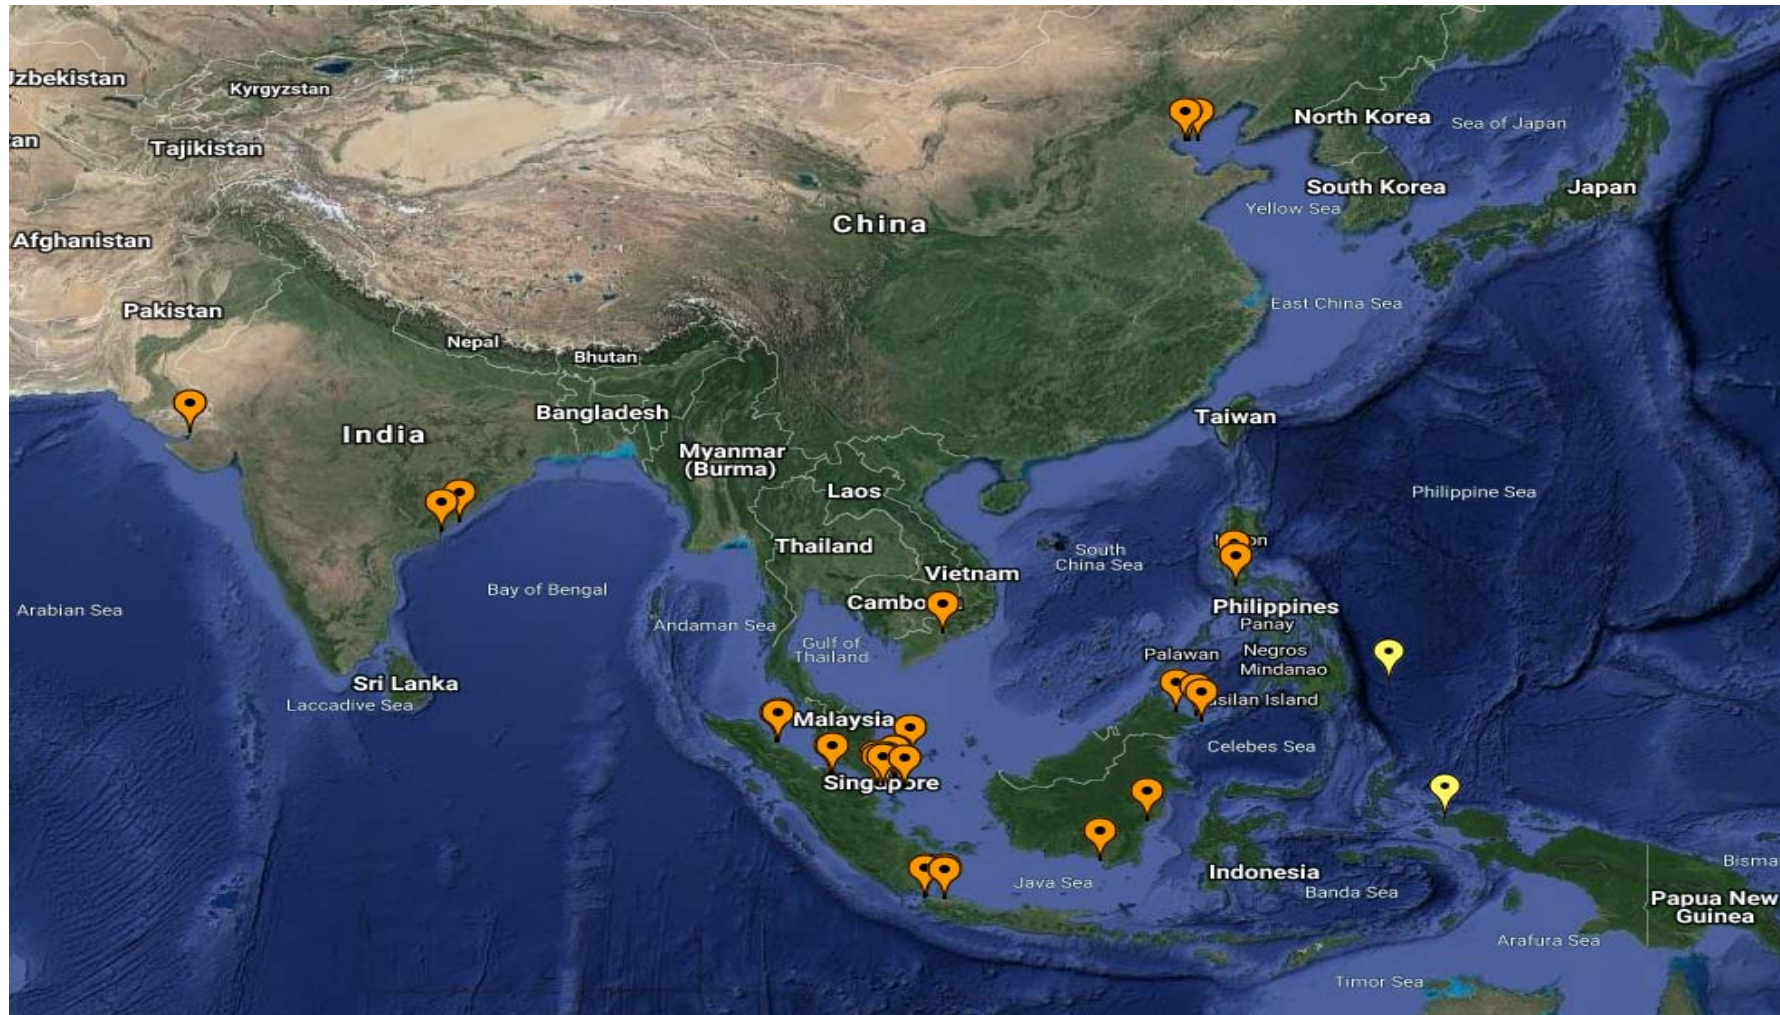 Uzbekistan
Kyrgyzstan
Tajikistan
North Korea
Sea of Japan
South Korea
Japan
Yellow Sea
China
Afghanistan
Pakistan
East China Sea
Nepal
Bhutan
Bangladesh
India
Taiwan
Myanmar
(Burma)
Laos
Philippine Sea
Thailand
South
China Sea
Vietnam
Bay of Bengal
Arabian Sea
Philippines
Panay
Andaman Sea
Gulf of
Thailand
Palawan
Negros
Mindanao
Sri Lanka
Laccadive Sea
Malaysia
Celebes Sea
Singapore
Indonesia
Java Sea
Banda Sea
Papua New
Guinea
Arafura Sea
Timor Sea